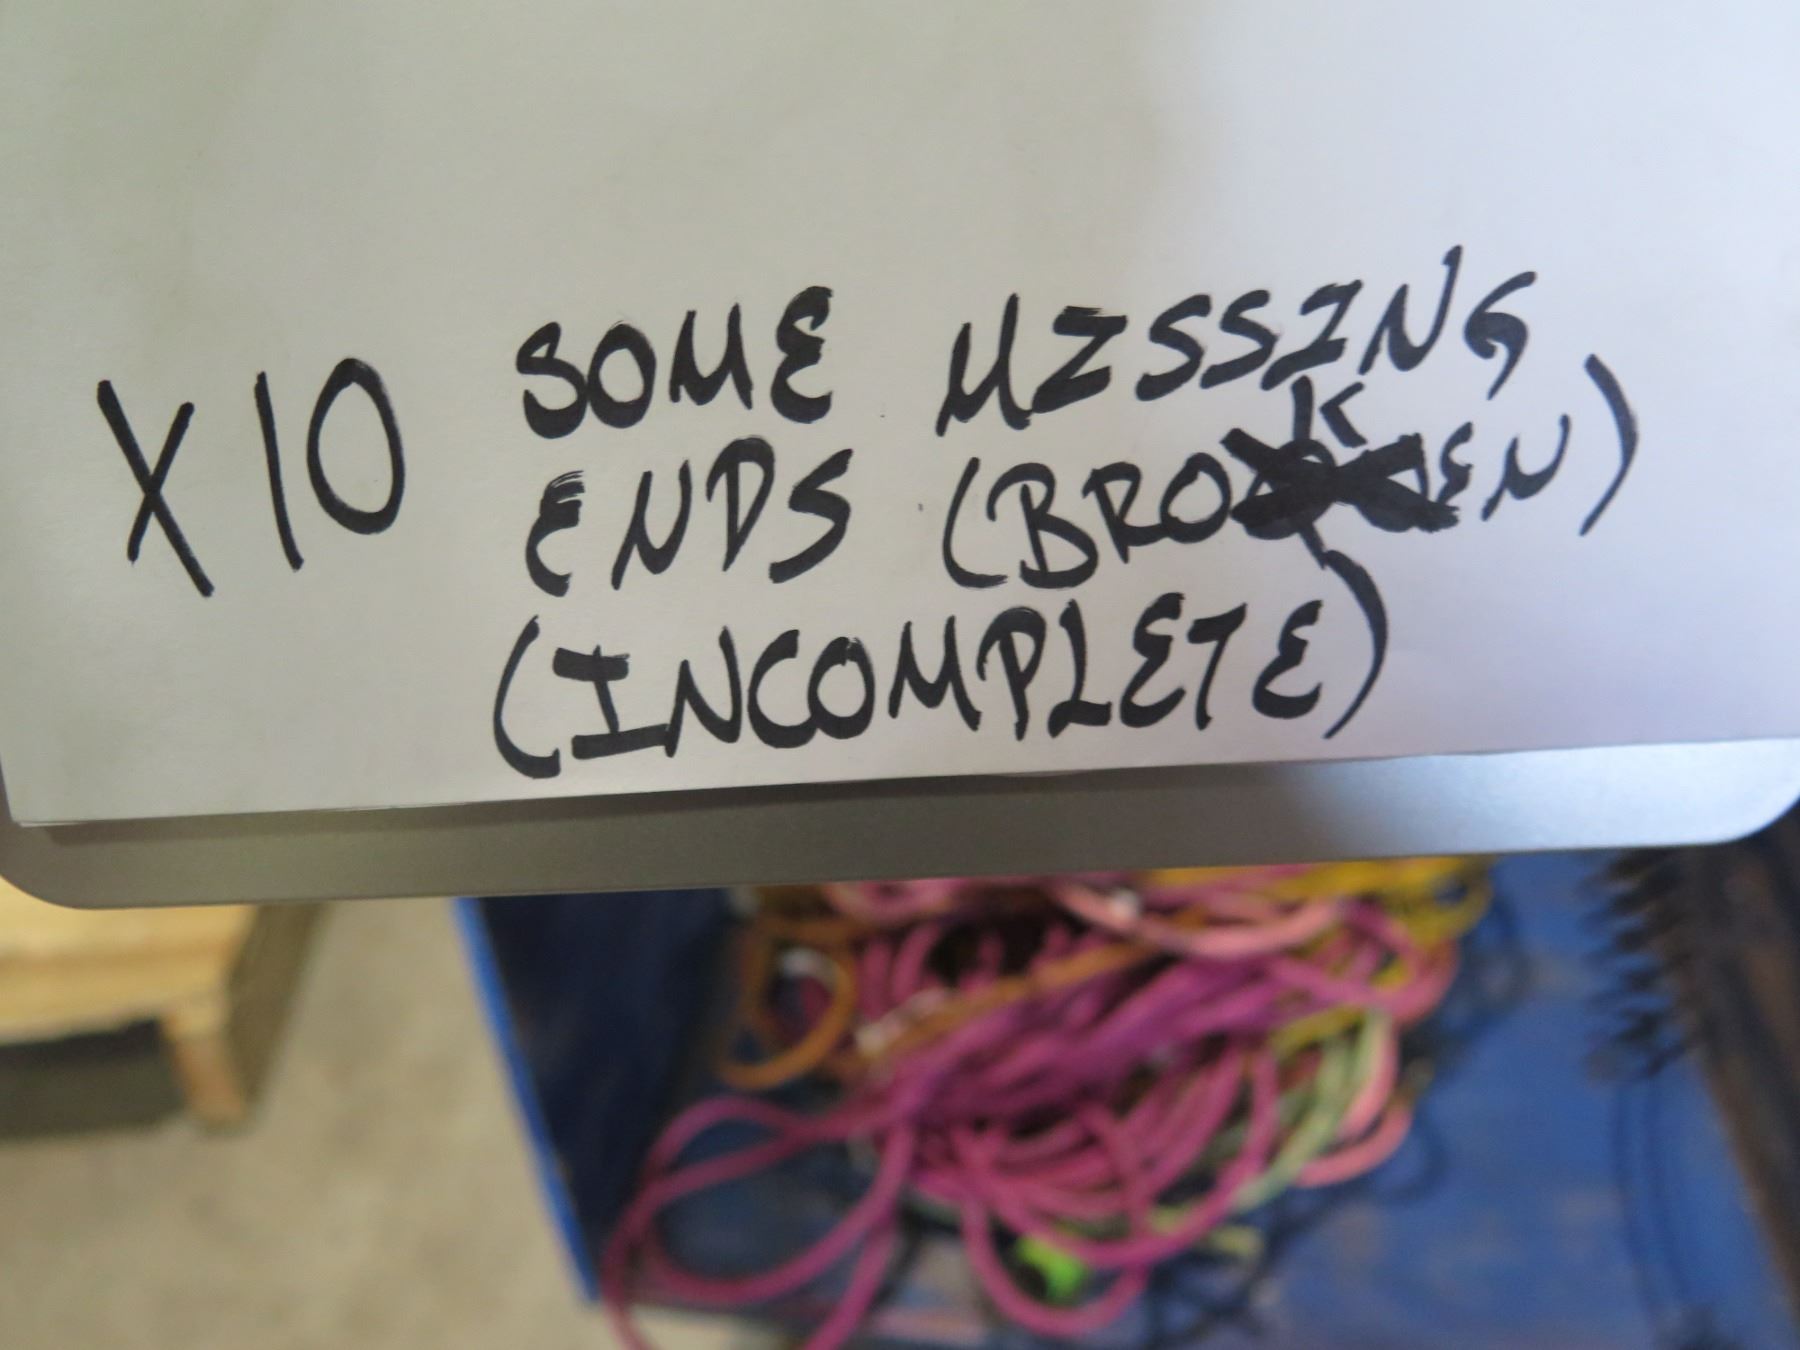 X10 SOME MISSING
ENDS (BROKEN)
(INCOMPLETE)